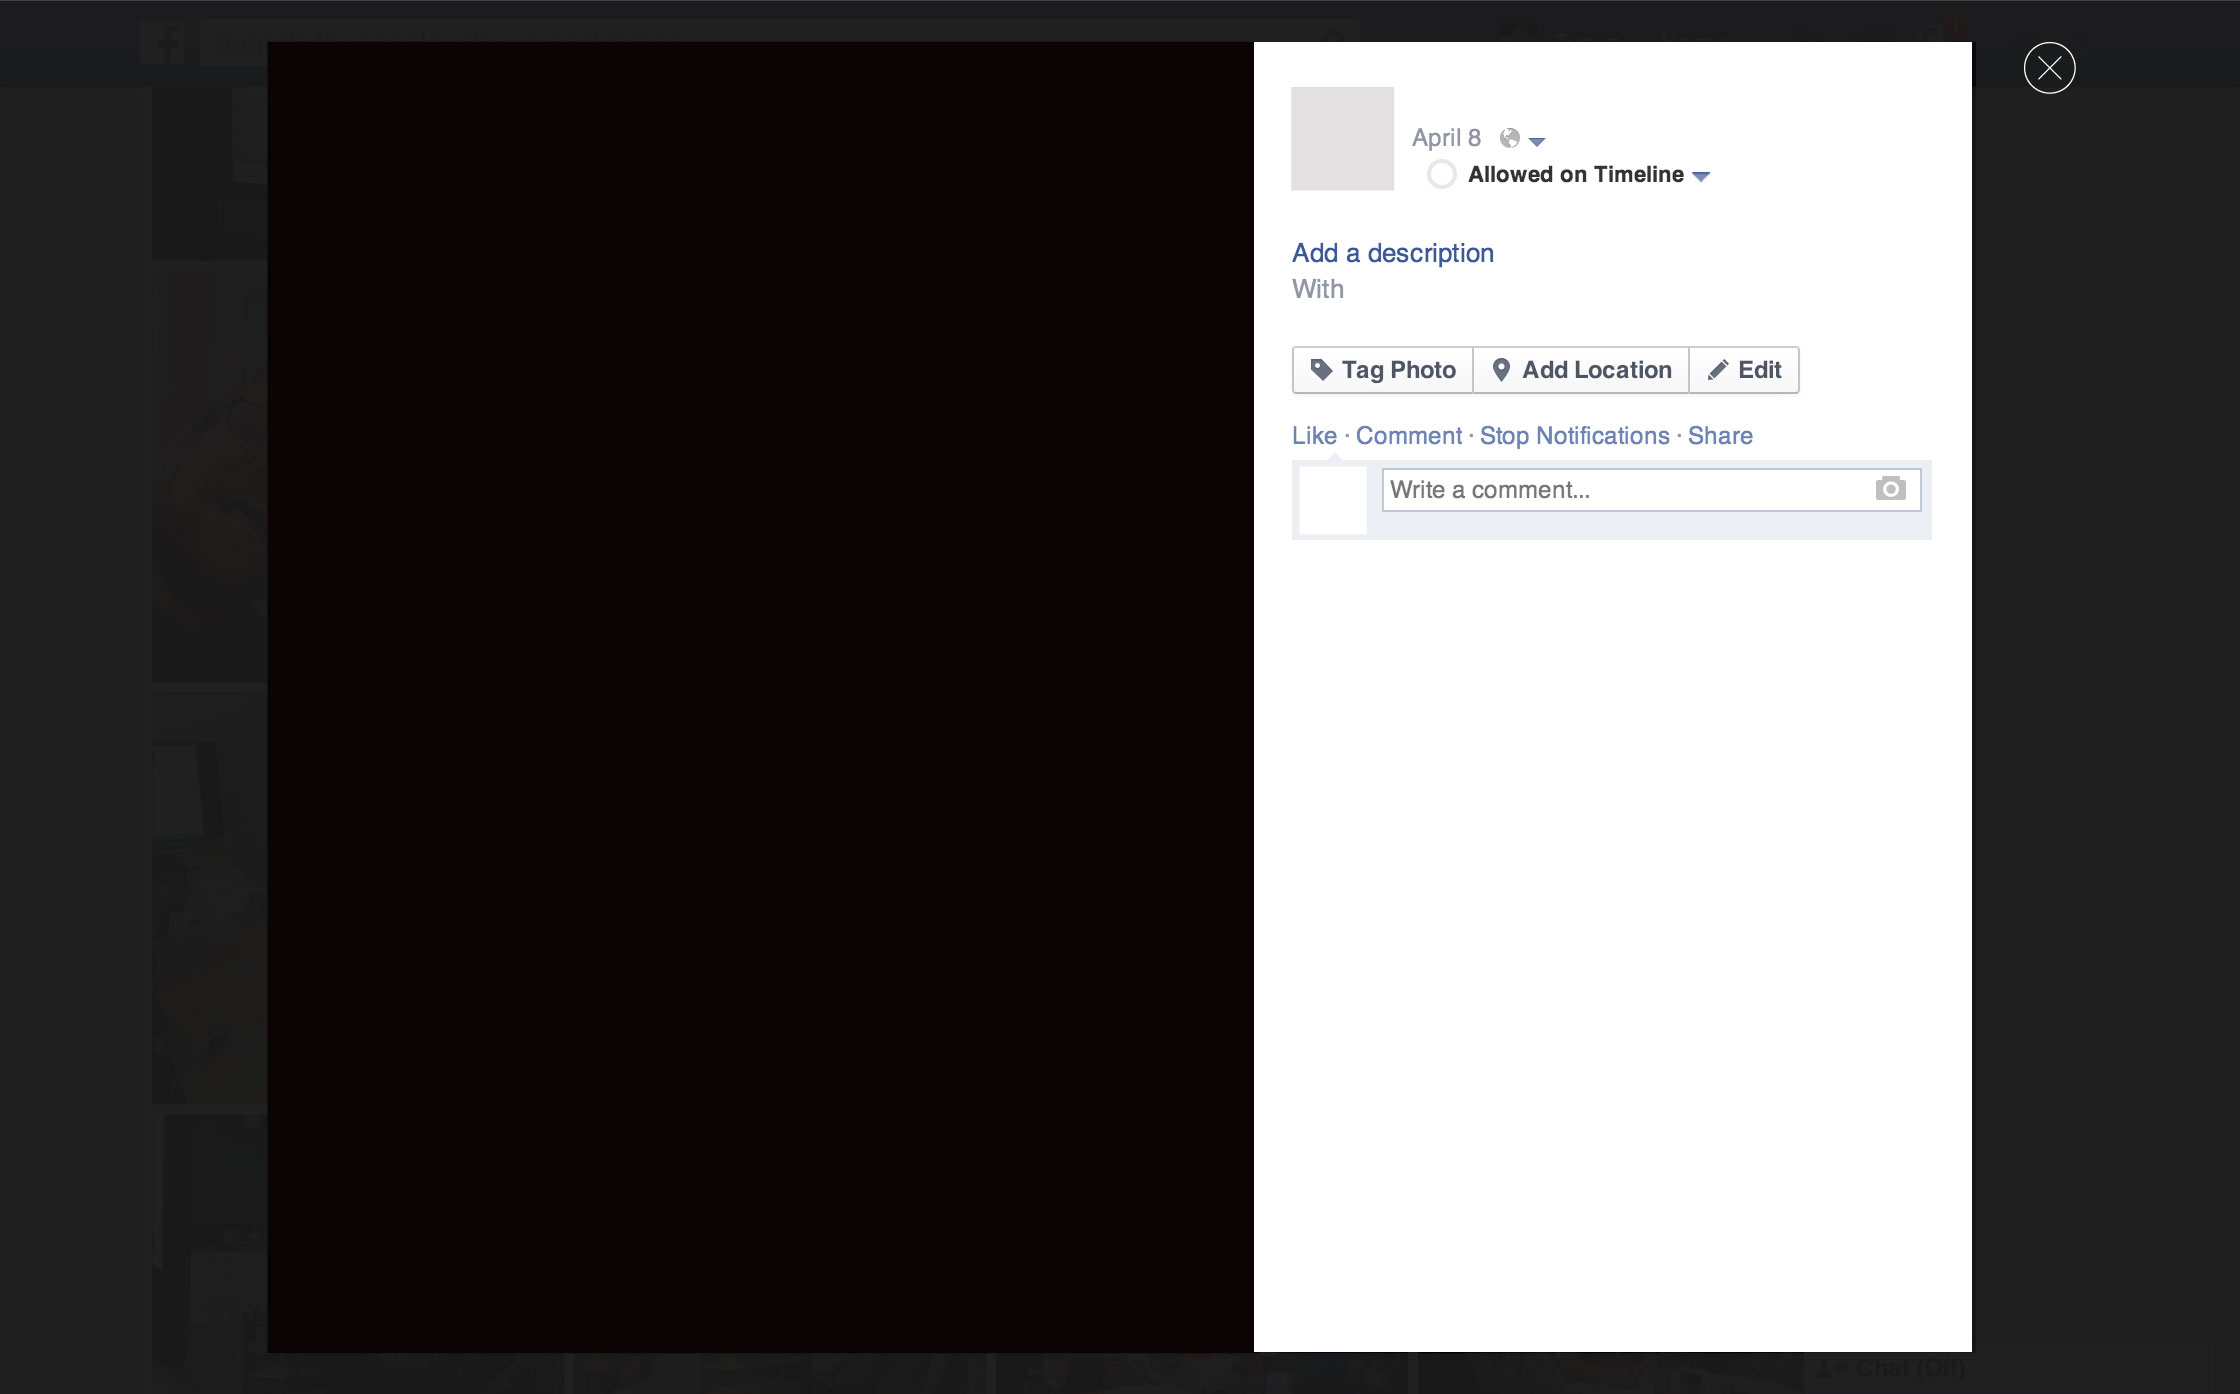 April 8
Allowed on Timeline
Add a description
With
Tag Photo Add Location Edit
Like · Comment · Stop Notifications · Share
Write a comment...
Chat (Off)